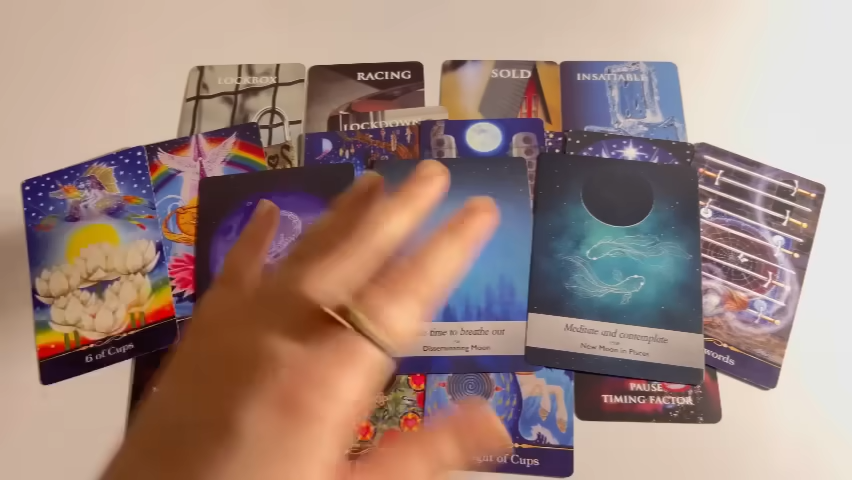 LOCKBOX
RACING
SOLD
INSATIABLE
LOCKDOWN
6 of Cups
time to breathe out
Disseminating Moon
Meditate and contemplate
New Moon in Pisces
words
PAUSE
TIMING FACTOR
of Cups